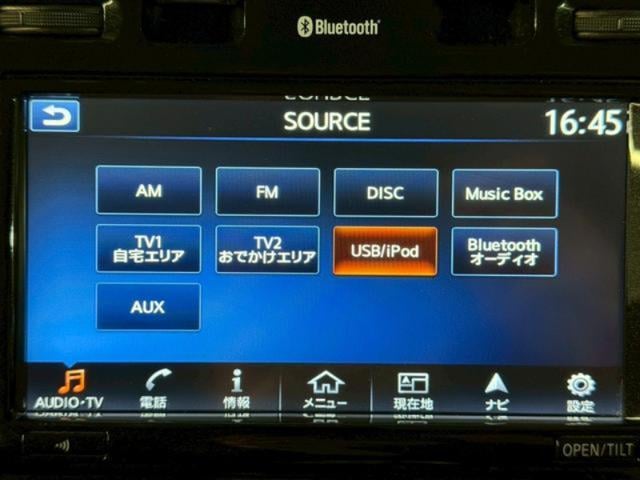 Bluetooth
SOURCE
16:45
AM
FM
DISC
Music Box
TV1
自宅エリア
TV2
おでかけエリア
USB/iPod
Bluetooth
オーディオ
AUX
AUDIO・TV
電話
情報
メニュー
現在地
ナビ
設定
OPEN/TILT